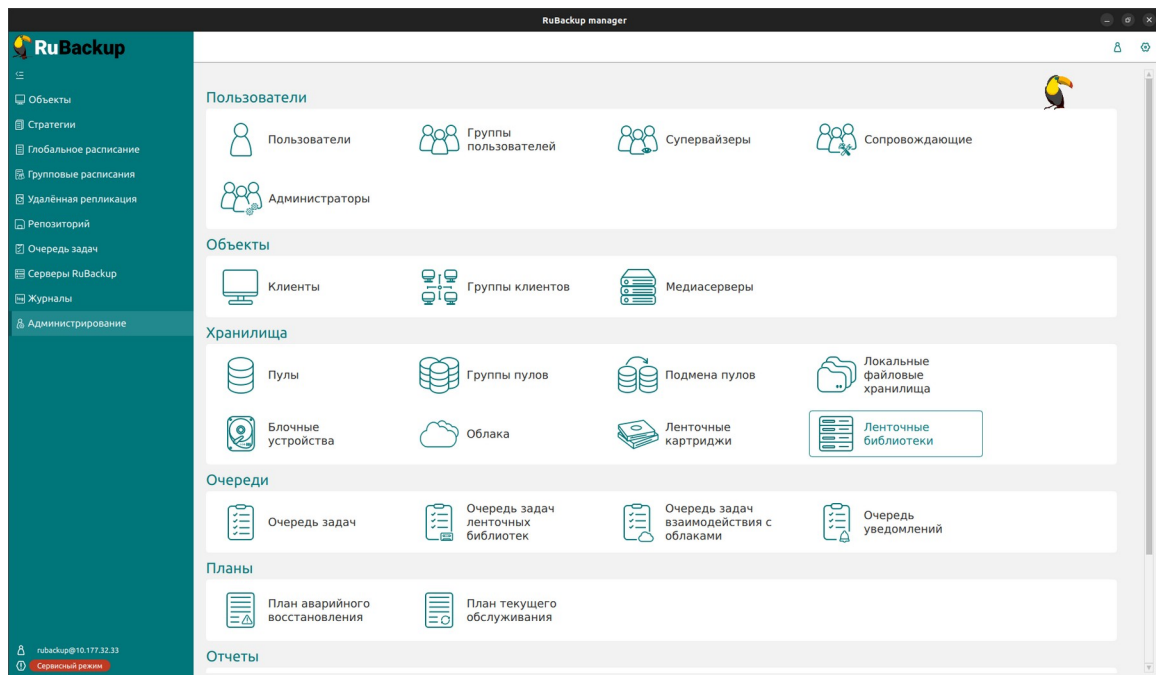 RuBackup manager
RuBackup
Объекты
Стратегии
Глобальное расписание
Групповые расписания
Удалённая репликация
Репозиторий
Очередь задач
Серверы RuBackup
Журналы
Администрирование
rubackup@10.177.32.33
Сервисный режим
Пользователи
Пользователи
Группы
пользователей
Супервайзеры
Сопровождающие
Администраторы
Объекты
Клиенты
Группы клиентов
Медиасерверы
Хранилища
Пулы
Группы пулов
Подмена пулов
Локальные
файловые
хранилища
Блочные
устройства
Облака
Ленточные
картриджи
Ленточные
библиотеки
Очереди
Очередь задач
Очередь задач
ленточных
библиотек
Очередь задач
взаимодействия с
облаками
Очередь
уведомлений
Планы
План аварийного
восстановления
План текущего
обслуживания
Отчеты